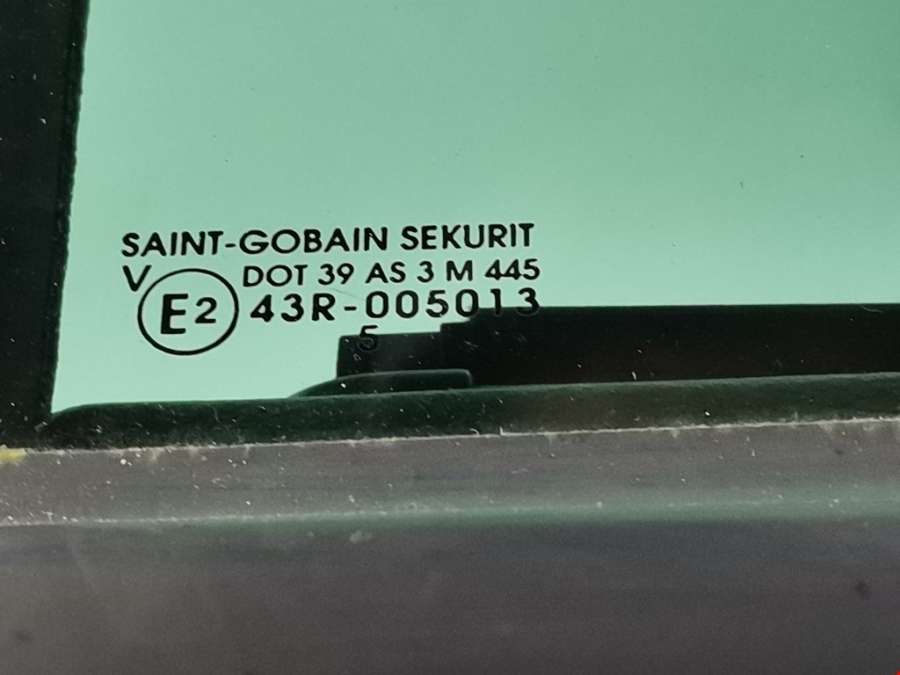 SAINT-GOBAIN SEKURIT
V DOT 39 AS 3 M 445
E2 43R-005013
5